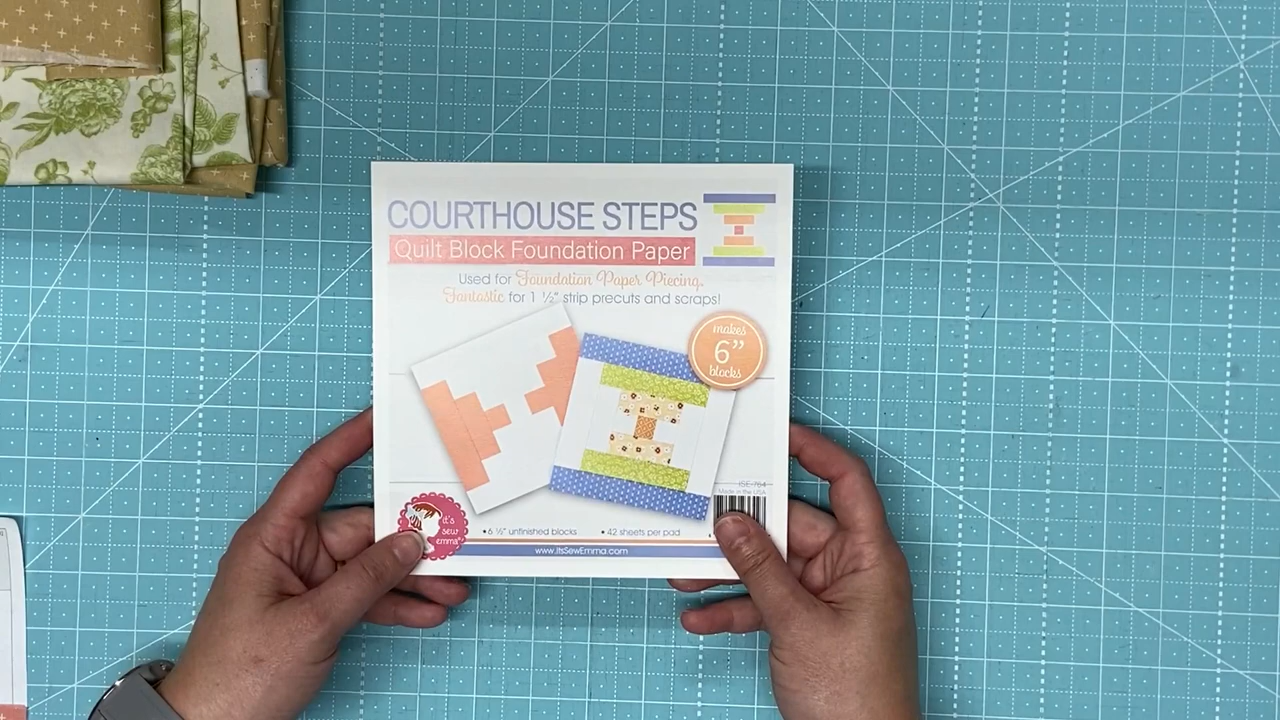 COURTHOUSE STEPS
Quilt Block Foundation Paper
Used for Foundation Paper Piecing.
Fantastic for 1 ½" strip precuts and scraps!
makes
6"
blocks
ISE-764
Made in the USA
it's
sew
emma
•6 ½" unfinished blocks •42 sheets per pad
www.ItsSewEmma.com